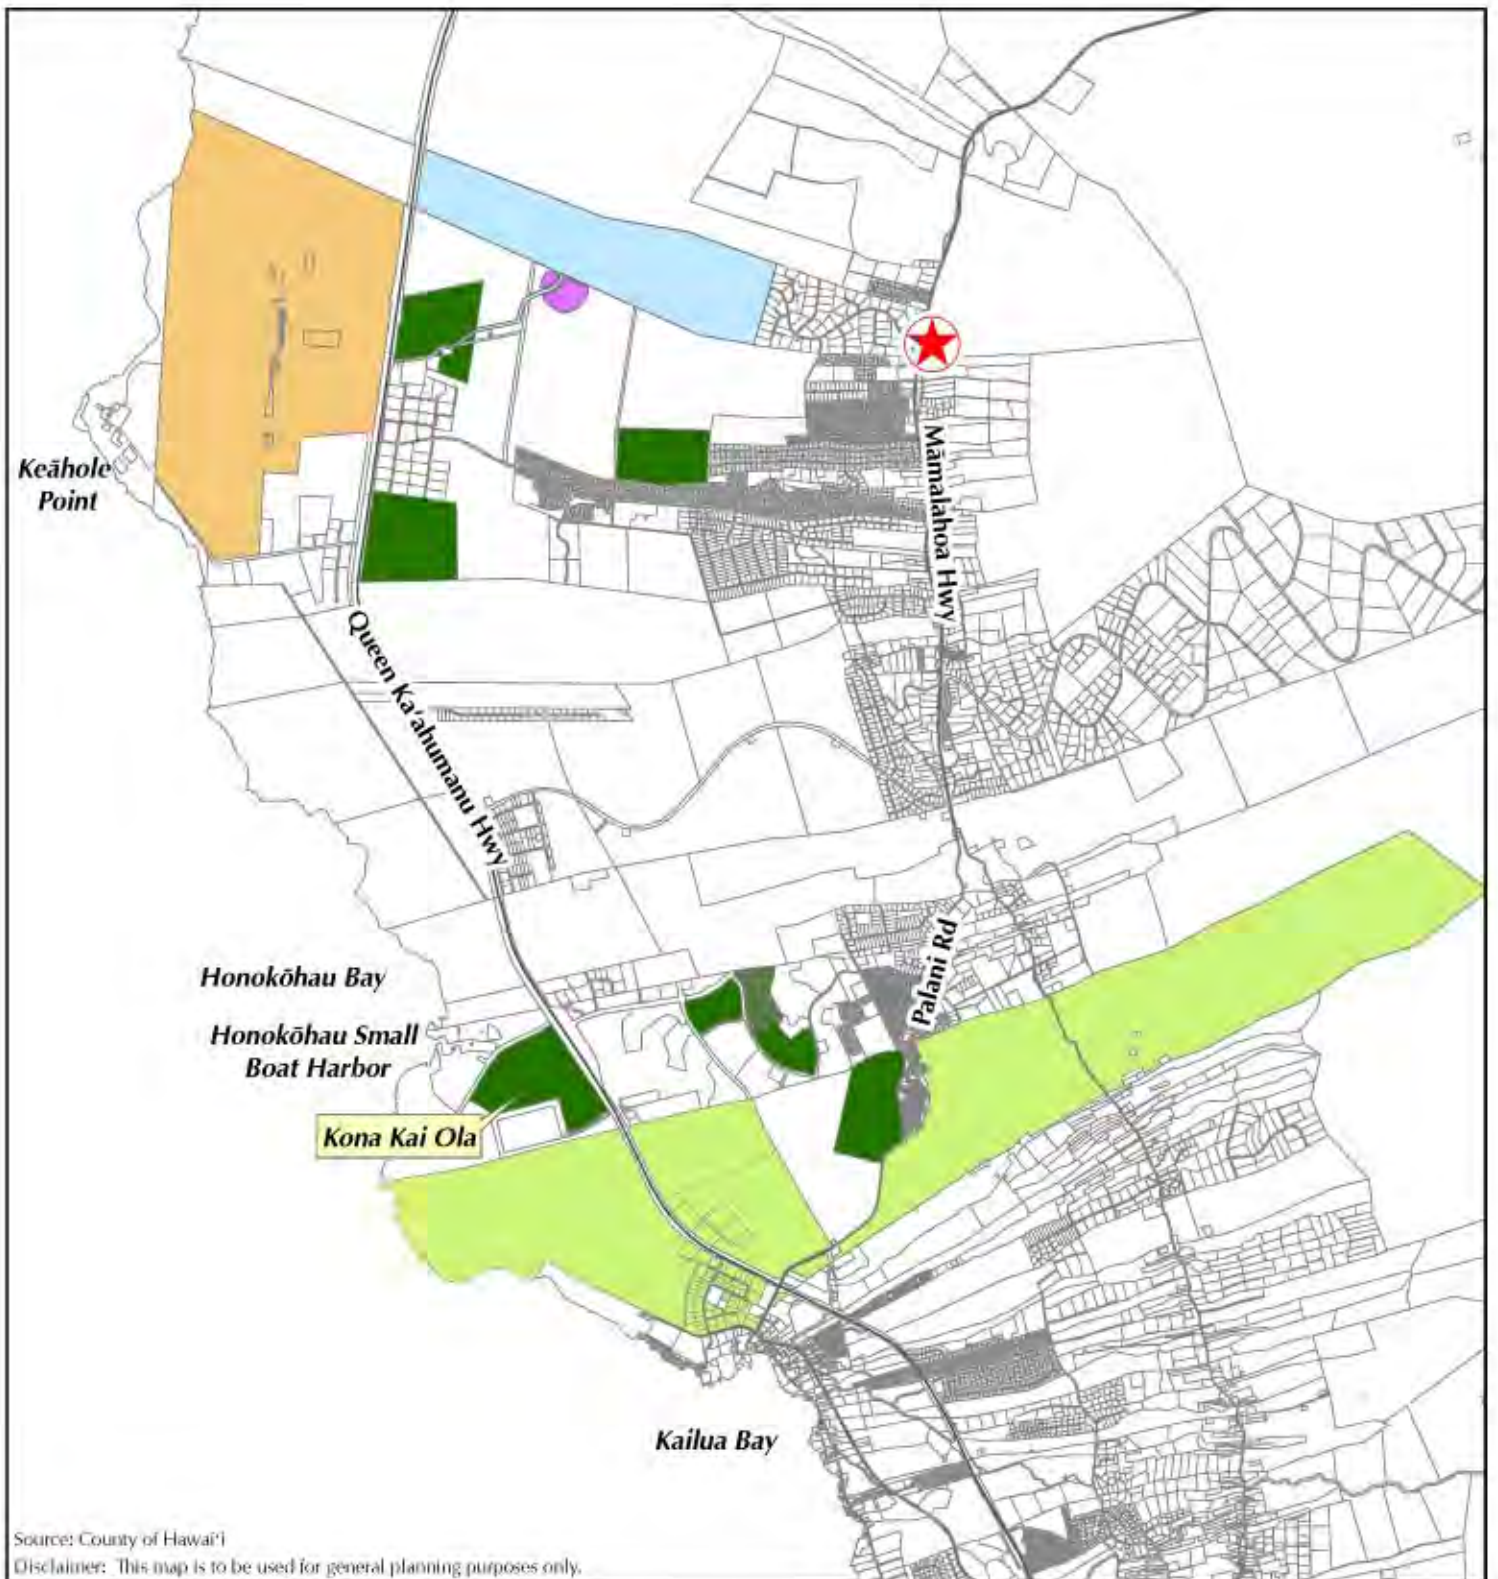 Keāhole
Point
Māmalahoa Hwy
Queen Ka'ahumanu Hwy
Palani Rd
Honokōhau Bay
Honokōhau Small
Boat Harbor
Kona Kai Ola
Kailua Bay
Source: County of Hawai'i
Disclaimer: This map is to be used for general planning purposes only.